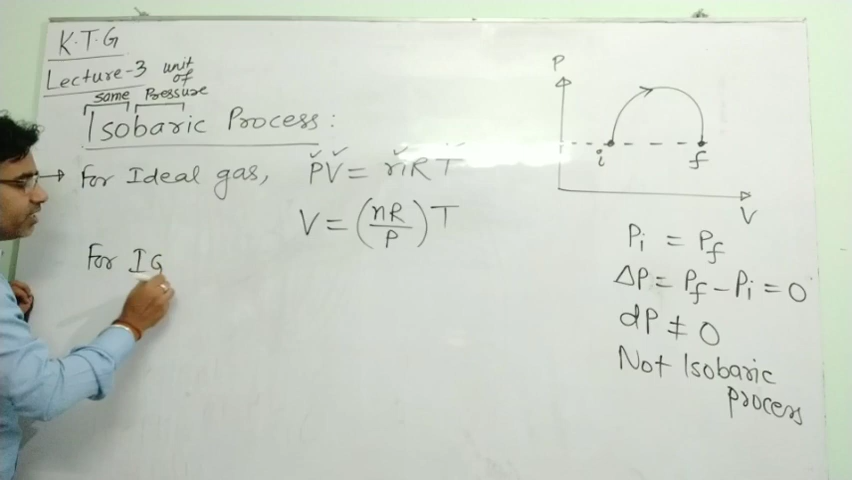 K.T.G
Lecture-3
same
unit of Pressure
Isobaric Process:
→ For Ideal gas, PV = nRT
V = (nR/P) T
For IG
P
i
f
V
Pi = Pf
ΔP = Pf - Pi = 0
dP ≠ 0
Not Isobaric
process